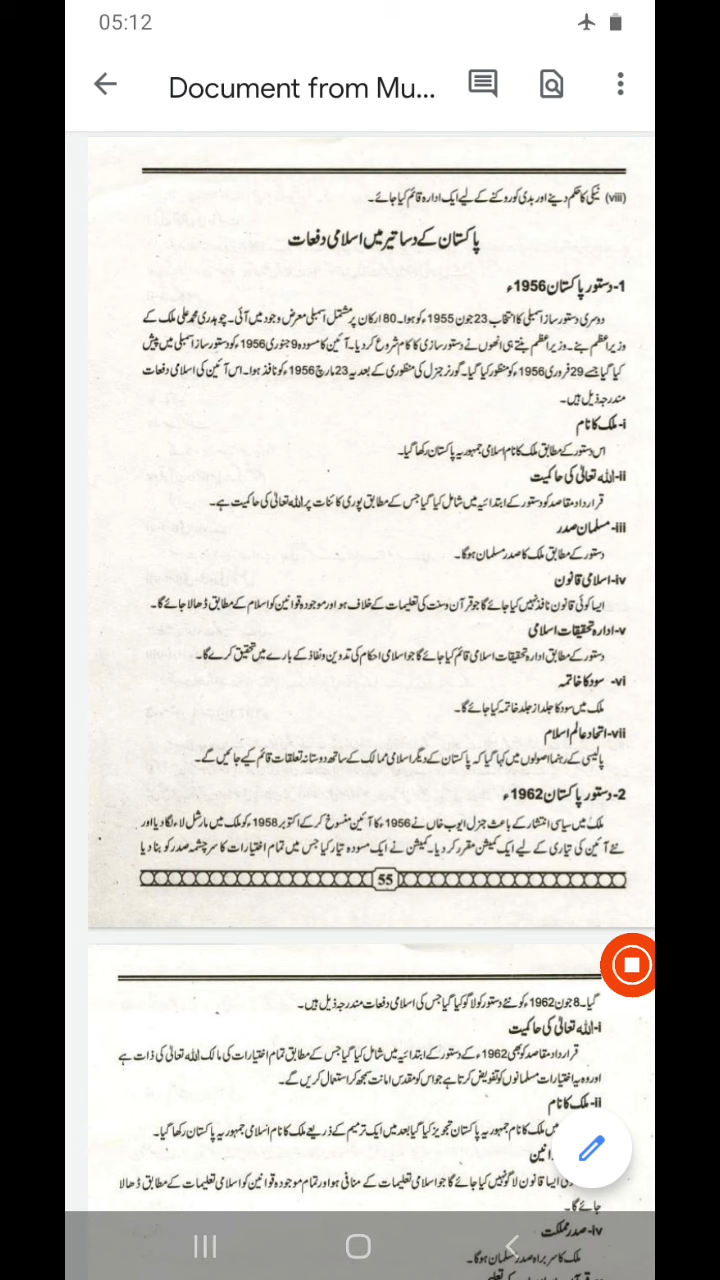 05:12
Document from Mu...
(viii) نیکی کا حکم دینے اور بدی کو روکنے کے لیے ایک ادارہ قائم کیا جائے۔
پاکستان کے دساتیر میں اسلامی دفعات
1-دستور پاکستان 1956ء
دوسری دستور ساز اسمبلی کا انتخاب 23 جون 1955ء کو ہوا۔ 80 ارکان پر مشتمل اسمبلی معرض وجود میں آئی۔ چوہدری محمد علی ملک کے
وزیراعظم بنے۔ وزیراعظم بنتے ہی انھوں نے دستور سازی کا کام شروع کر دیا۔ آئین کا مسودہ 9 جنوری 1956ء کو دستور ساز اسمبلی میں پیش
کیا گیا جسے 29 فروری 1956ء کو منظور کیا گیا۔ گورنر جنرل کی منظوری کے بعد یہ 23 مارچ 1956ء کو نافذ ہوا۔ اس آئین کی اسلامی دفعات
مندرجہ ذیل ہیں۔
i-ملک کا نام
اس دستور کے مطابق ملک کا نام اسلامی جمہوریہ پاکستان رکھا گیا۔
ii-اللہ تعالیٰ کی حاکمیت
قرارداد مقاصد کو دستور کے ابتدائیہ میں شامل کیا گیا جس کے مطابق پوری کائنات پر اللہ تعالیٰ کی حاکمیت ہے۔
iii-مسلمان صدر
دستور کے مطابق ملک کا صدر مسلمان ہوگا۔
iv-اسلامی قانون
ایسا کوئی قانون نافذ نہیں کیا جائے گا جو قرآن و سنت کی تعلیمات کے خلاف ہو اور موجودہ قوانین کو اسلام کے مطابق ڈھالا جائے گا۔
v-ادارہ تحقیقات اسلامی
دستور کے مطابق ادارہ تحقیقات اسلامی قائم کیا جائے گا جو اسلامی احکام کی تدوین و نفاذ کے بارے میں تحقیق کرے گا۔
vi-سود کا خاتمہ
ملک میں سود کا جلد از جلد خاتمہ کیا جائے گا۔
vii-اتحاد عالم اسلام
پالیسی کے رہنما اصولوں میں کہا گیا کہ پاکستان کے دیگر اسلامی ممالک کے ساتھ دوستانہ تعلقات قائم کیے جائیں گے۔
2-دستور پاکستان 1962ء
ملک میں سیاسی انتشار کے باعث جنرل ایوب خاں نے 1956ء کا آئین منسوخ کر کے اکتوبر 1958ء کو ملک میں مارشل لاء لگا دیا اور
نئے آئین کی تیاری کے لیے ایک کمیشن مقرر کر دیا۔ کمیشن نے ایک مسودہ تیار کیا جس میں تمام اختیارات کا سرچشمہ صدر کو بنا دیا
55
گیا۔ 8 جون 1962ء کو نئے دستور کو لاگو کیا گیا جس کی اسلامی دفعات مندرجہ ذیل ہیں۔
i-اللہ تعالیٰ کی حاکمیت
قرارداد مقاصد کو بھی 1962ء کے دستور کے ابتدائیہ میں شامل کیا گیا جس کے مطابق تمام اختیارات کی مالک اللہ تعالیٰ کی ذات ہے
اور وہ یہ اختیارات مسلمانوں کو تفویض کرتا ہے جو اس کو مقدس امانت سمجھ کر استعمال کریں گے۔
ii-ملک کا نام
میں ملک کا نام جمہوریہ پاکستان تجویز کیا گیا بعد میں ایک ترمیم کے ذریعے ملک کا نام اسلامی جمہوریہ پاکستان رکھا گیا۔
ایسا قانون لاگو نہیں کیا جائے گا جو اسلامی تعلیمات کے منافی ہو اور تمام موجودہ قوانین کو اسلامی تعلیمات کے مطابق ڈھالا
جائے گا۔
iv-صدر مملکت
ملک کا سربراہ صدر مسلمان ہوگا۔